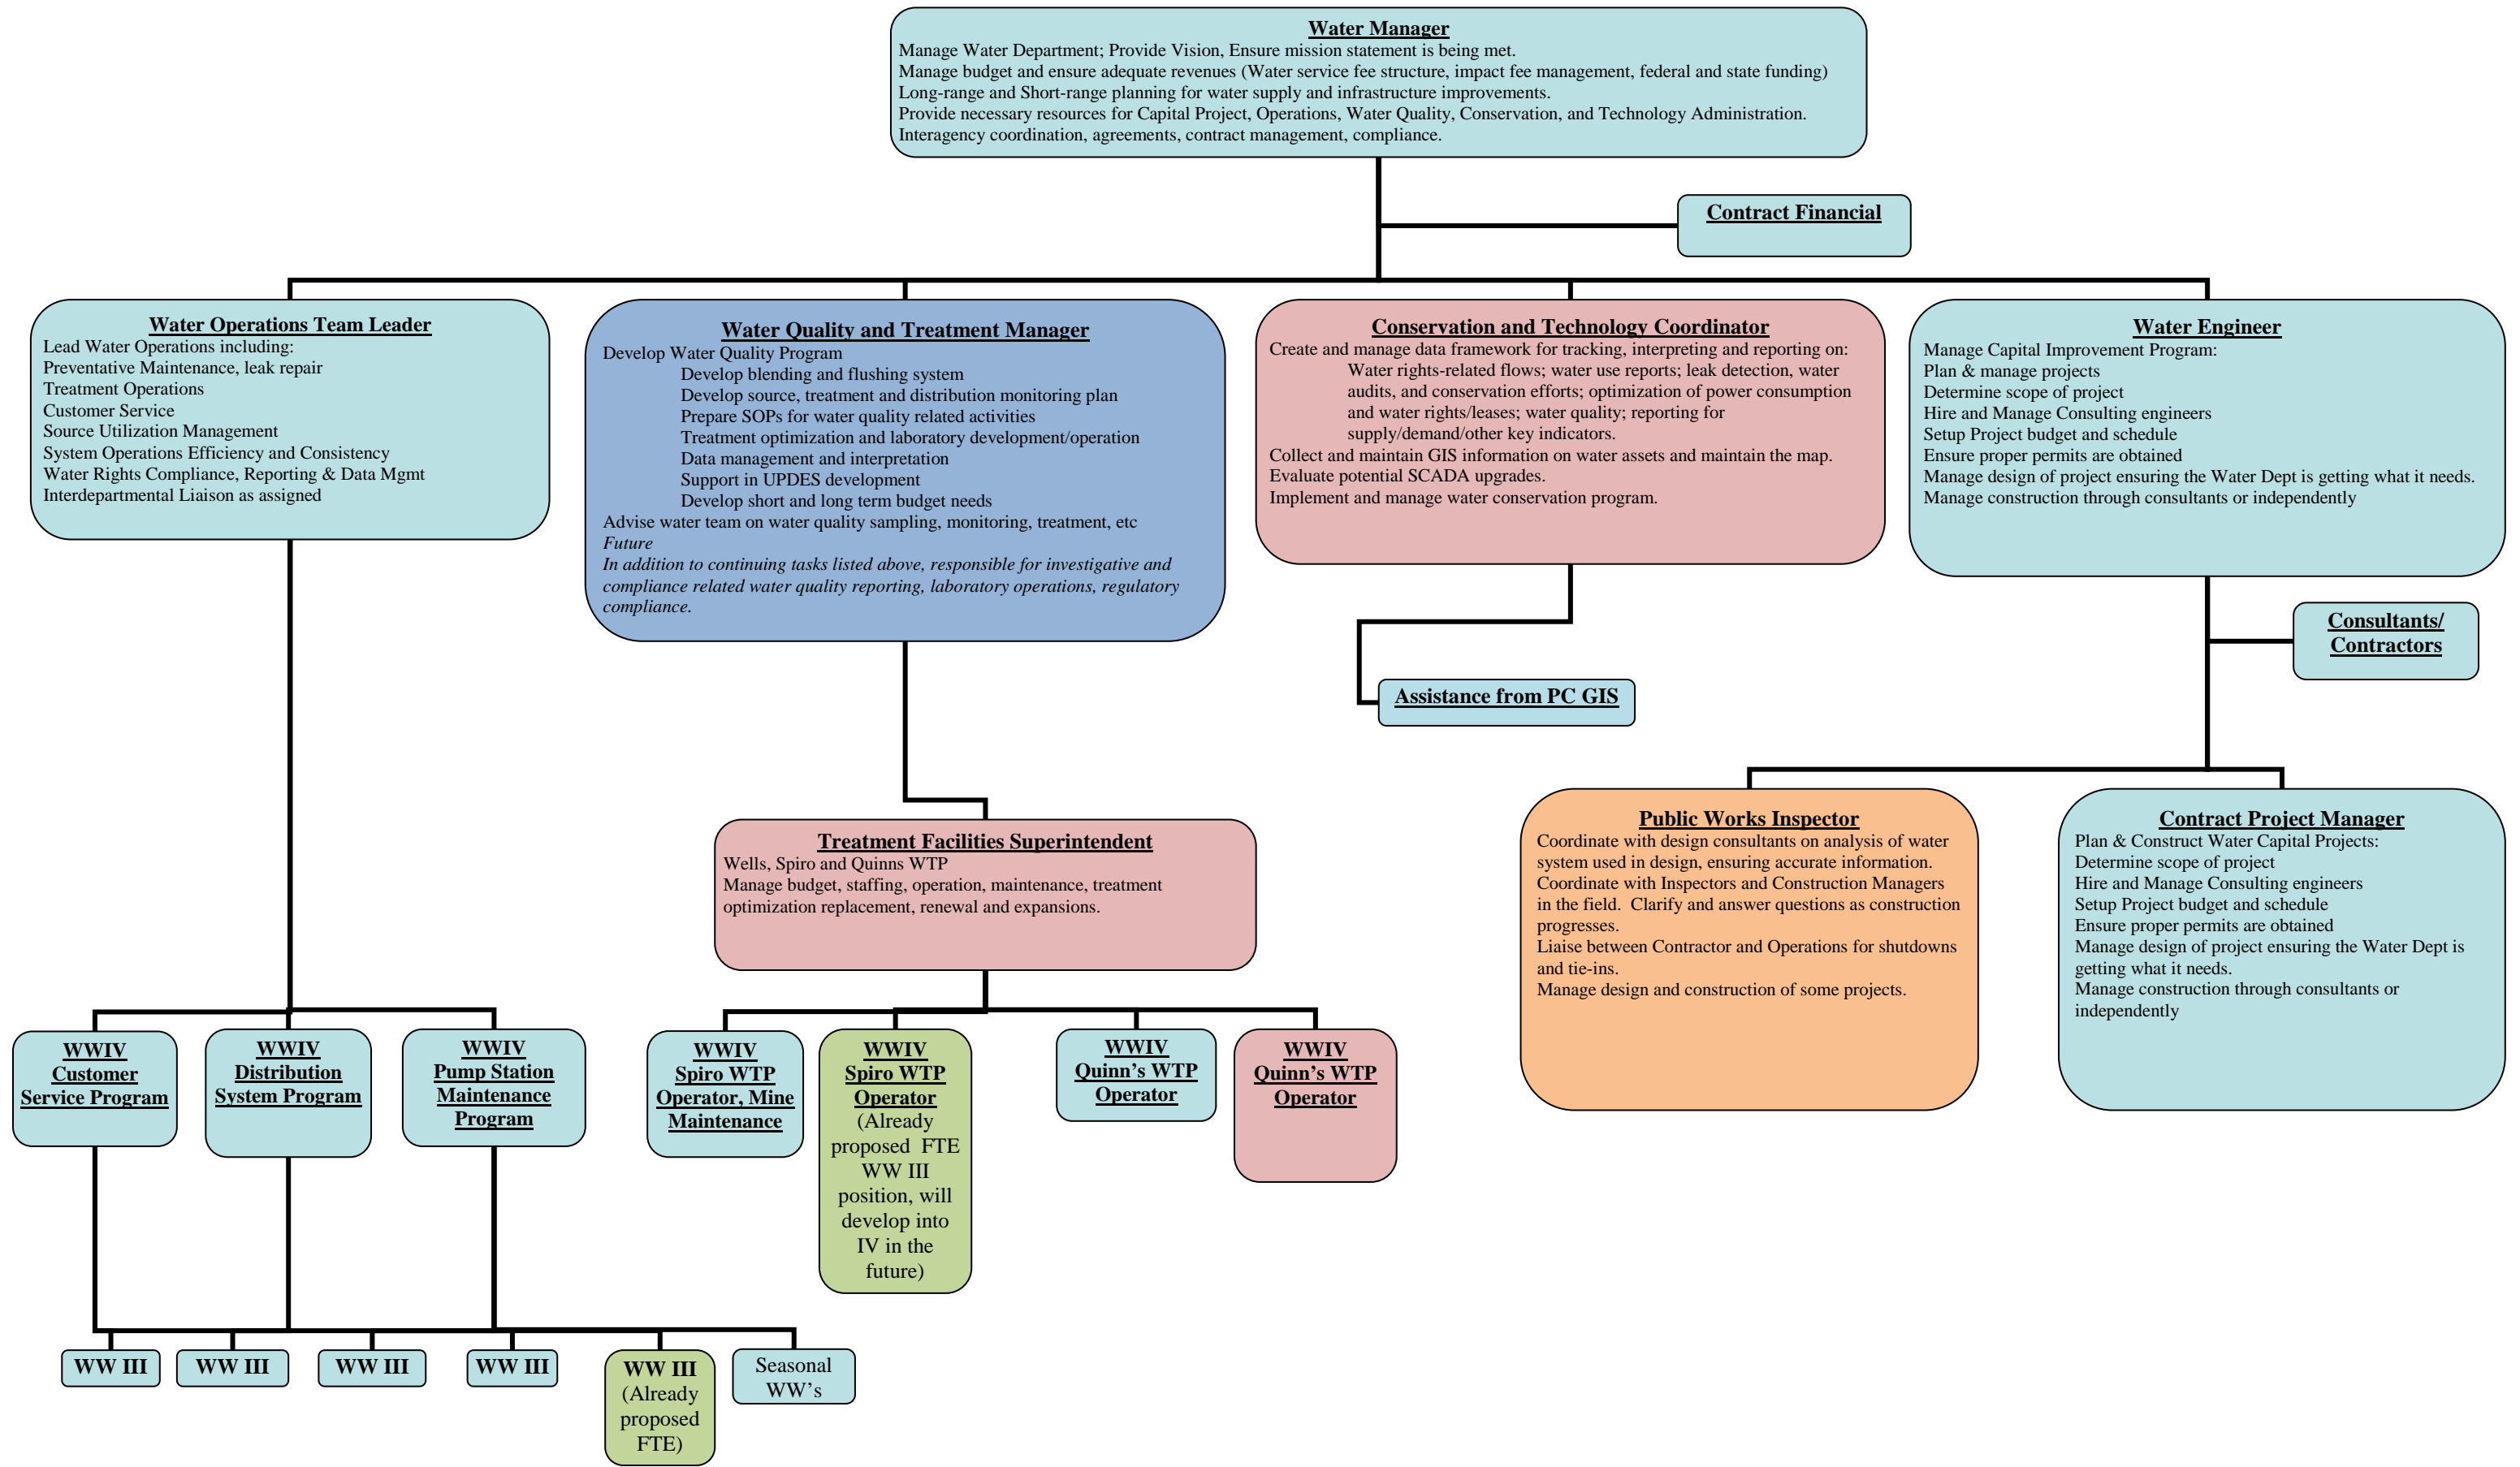 Water Manager
Manage Water Department; Provide Vision, Ensure mission statement is being met.
Manage budget and ensure adequate revenues (Water service fee structure, impact fee management, federal and state funding)
Long-range and Short-range planning for water supply and infrastructure improvements.
Provide necessary resources for Capital Project, Operations, Water Quality, Conservation, and Technology Administration.
Interagency coordination, agreements, contract management, compliance.
Contract Financial
Water Operations Team Leader
Lead Water Operations including:
Preventative Maintenance, leak repair
Treatment Operations
Customer Service
Source Utilization Management
System Operations Efficiency and Consistency
Water Rights Compliance, Reporting & Data Mgmt
Interdepartmental Liaison as assigned
Water Quality and Treatment Manager
Develop Water Quality Program
Develop blending and flushing system
Develop source, treatment and distribution monitoring plan
Prepare SOPs for water quality related activities
Treatment optimization and laboratory development/operation
Data management and interpretation
Support in UPDES development
Develop short and long term budget needs
Advise water team on water quality sampling, monitoring, treatment, etc
Future
In addition to continuing tasks listed above, responsible for investigative and
compliance related water quality reporting, laboratory operations, regulatory
compliance.
Conservation and Technology Coordinator
Create and manage data framework for tracking, interpreting and reporting on:
Water rights-related flows; water use reports; leak detection, water
audits, and conservation efforts; optimization of power consumption
and water rights/leases; water quality; reporting for
supply/demand/other key indicators.
Collect and maintain GIS information on water assets and maintain the map.
Evaluate potential SCADA upgrades.
Implement and manage water conservation program.
Water Engineer
Manage Capital Improvement Program:
Plan & manage projects
Determine scope of project
Hire and Manage Consulting engineers
Setup Project budget and schedule
Ensure proper permits are obtained
Manage design of project ensuring the Water Dept is getting what it needs.
Manage construction through consultants or independently
Consultants/
Contractors
Assistance from PC GIS
Treatment Facilities Superintendent
Wells, Spiro and Quinns WTP
Manage budget, staffing, operation, maintenance, treatment
optimization replacement, renewal and expansions.
Public Works Inspector
Coordinate with design consultants on analysis of water
system used in design, ensuring accurate information.
Coordinate with Inspectors and Construction Managers
in the field.  Clarify and answer questions as construction
progresses.
Liaise between Contractor and Operations for shutdowns
and tie-ins.
Manage design and construction of some projects.
Contract Project Manager
Plan & Construct Water Capital Projects:
Determine scope of project
Hire and Manage Consulting engineers
Setup Project budget and schedule
Ensure proper permits are obtained
Manage design of project ensuring the Water Dept is
getting what it needs.
Manage construction through consultants or
independently
WWIV
Customer
Service Program
WWIV
Distribution
System Program
WWIV
Pump Station
Maintenance
Program
WWIV
Spiro WTP
Operator, Mine
Maintenance
WWIV
Spiro WTP
Operator
(Already
proposed  FTE
WW III
position, will
develop into
IV in the
future)
WWIV
Quinn’s WTP
Operator
WWIV
Quinn’s WTP
Operator
WW III
WW III
WW III
WW III
WW III
(Already
proposed
FTE)
Seasonal
WW’s